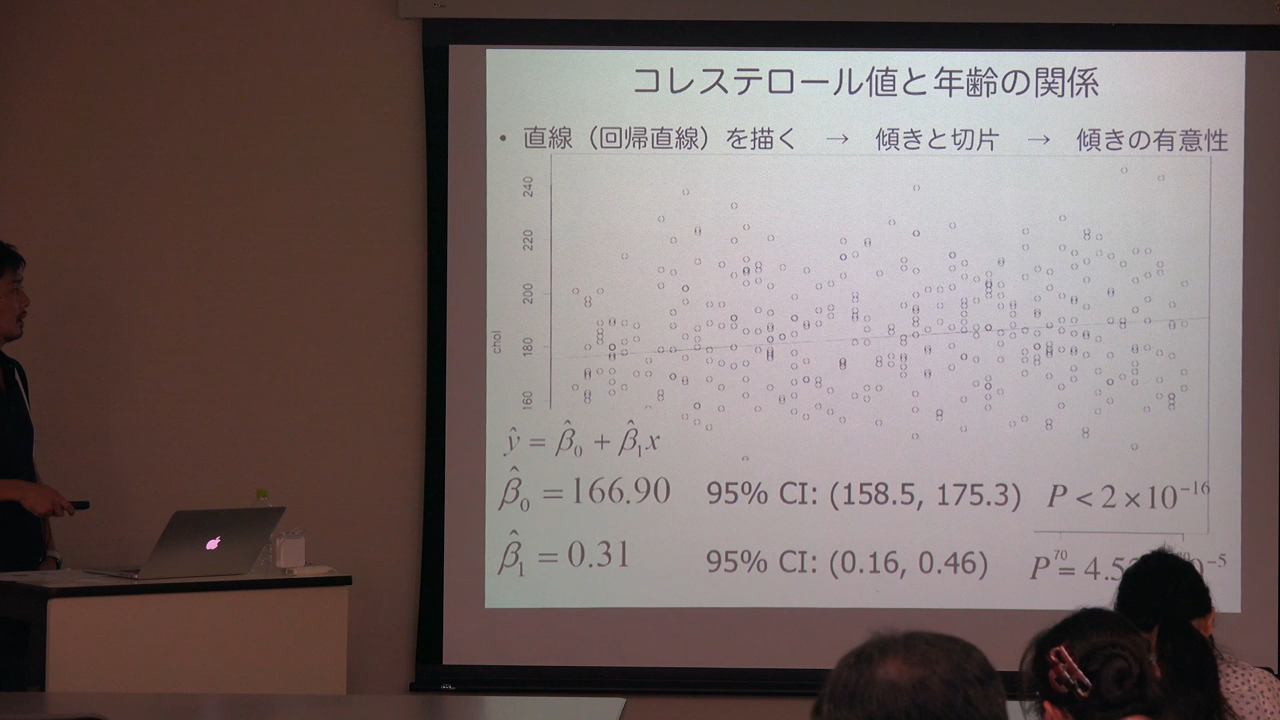 コレステロール値と年齢の関係
• 直線（回帰直線）を描く → 傾きと切片 → 傾きの有意性
240
220
200
180
160
chol
ŷ = β̂₀ + β̂₁x
β̂₀ = 166.90 95% CI: (158.5, 175.3) P < 2 × 10⁻¹⁶
70
β̂₁ = 0.31 95% CI: (0.16, 0.46) P = 4.5